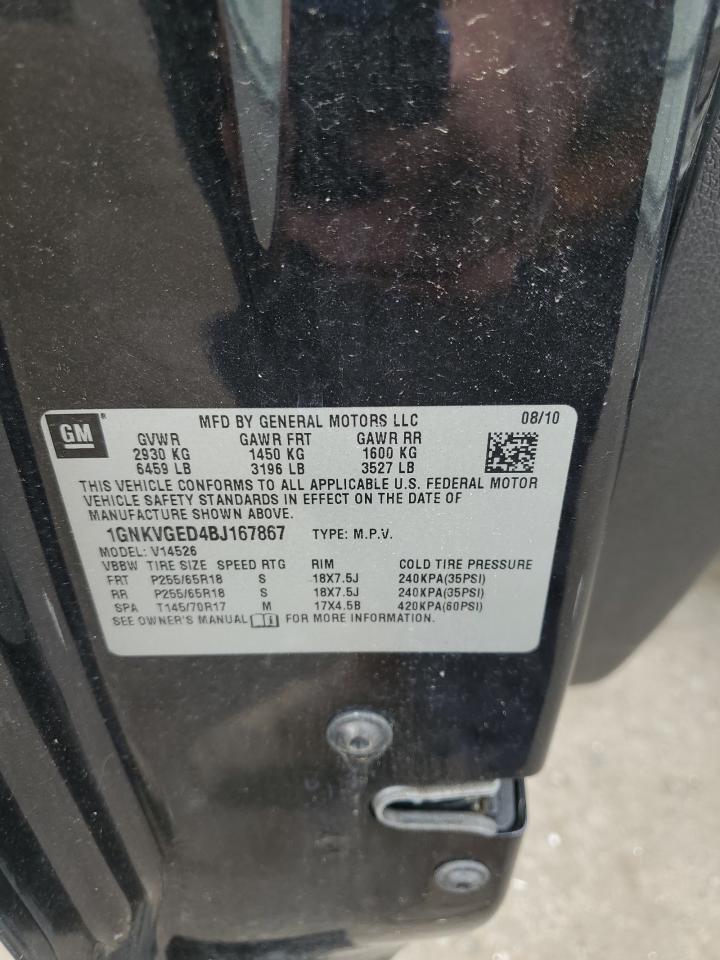 GM
MFD BY GENERAL MOTORS LLC 08/10
GVWR GAWR FRT GAWR RR
2930 KG 1450 KG 1600 KG
6459 LB 3196 LB 3527 LB
THIS VEHICLE CONFORMS TO ALL APPLICABLE U.S. FEDERAL MOTOR
VEHICLE SAFETY STANDARDS IN EFFECT ON THE DATE OF
MANUFACTURE SHOWN ABOVE.
1GNKVGED4BJ167867 TYPE: M.P.V.
MODEL: V14526
VBBW TIRE SIZE SPEED RTG RIM COLD TIRE PRESSURE
FRT P255/65R18 S 18X7.5J 240KPA(35PSI)
RR P255/65R18 S 18X7.5J 240KPA(35PSI)
SPA T145/70R17 M 17X4.5B 420KPA(60PSI)
SEE OWNER'S MANUAL FOR MORE INFORMATION.